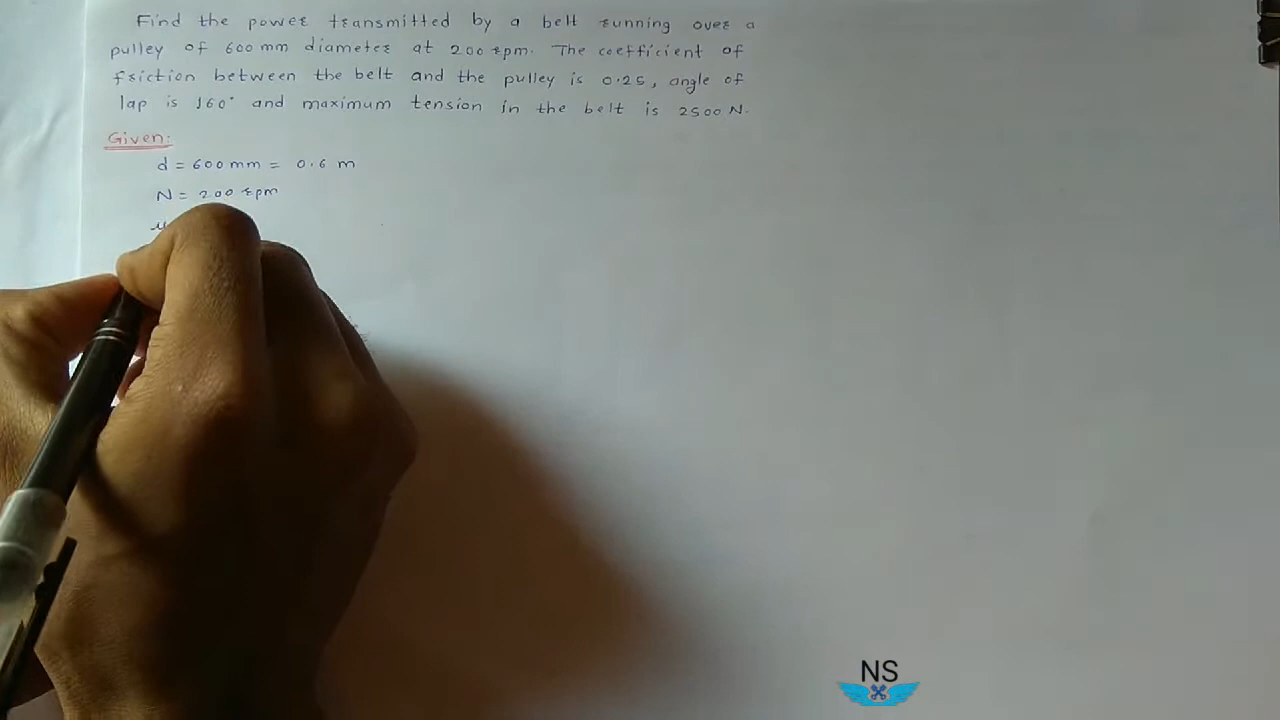 Find the power transmitted by a belt running over a
pulley of 600 mm diameter at 200 rpm. The coefficient of
friction between the belt and the pulley is 0.25, angle of
lap is 160° and maximum tension in the belt is 2500 N.
Given:
d = 600 mm = 0.6 m
N = 200 rpm
μ
NS